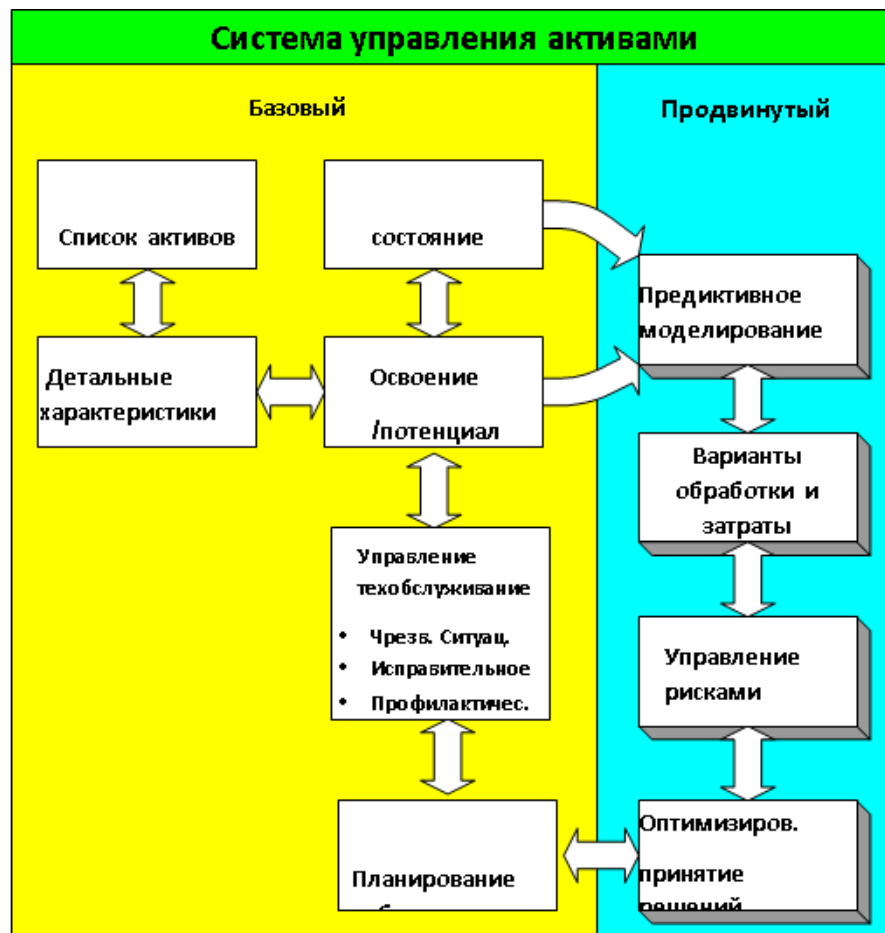 Система управления активами
Базовый
Продвинутый
Список активов
состояние
Предиктивное
моделирование
Детальные
характеристики
Освоение
/потенциал
Варианты
обработки и
затраты
Управление
техобслуживание
• Чрезв. Ситуац.
• Исправительное
• Профилактичес.
Управление
рисками
Планирование
Оптимизиров.
принятие
решений